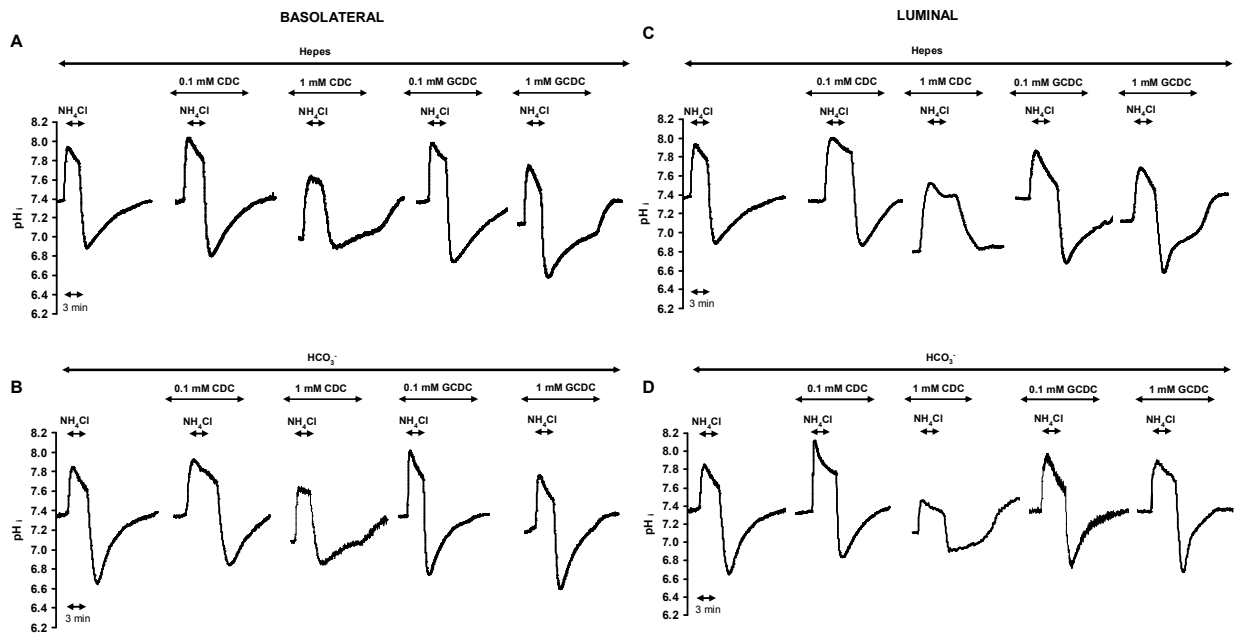 BASOLATERAL
A
Hepes
0.1 mM CDC 1 mM CDC 0.1 mM GCDC 1 mM GCDC
NH₄Cl NH₄Cl NH₄Cl NH₄Cl NH₄Cl
8.2
8.0
7.8
7.6
7.4
7.2
7.0
6.8
6.6
6.4
6.2
pH i
3 min
B
HCO₃⁻
0.1 mM CDC 1 mM CDC 0.1 mM GCDC 1 mM GCDC
NH₄Cl NH₄Cl NH₄Cl NH₄Cl NH₄Cl
8.2
8.0
7.8
7.6
7.4
7.2
7.0
6.8
6.6
6.4
6.2
pH i
3 min
LUMINAL
C
Hepes
0.1 mM CDC 1 mM CDC 0.1 mM GCDC 1 mM GCDC
NH₄Cl NH₄Cl NH₄Cl NH₄Cl NH₄Cl
8.2
8.0
7.8
7.6
7.4
7.2
7.0
6.8
6.6
6.4
6.2
pH i
3 min
D
HCO₃⁻
0.1 mM CDC 1 mM CDC 0.1 mM GCDC 1 mM GCDC
NH₄Cl NH₄Cl NH₄Cl NH₄Cl NH₄Cl
8.2
8.0
7.8
7.6
7.4
7.2
7.0
6.8
6.6
6.4
6.2
pH i
3 min